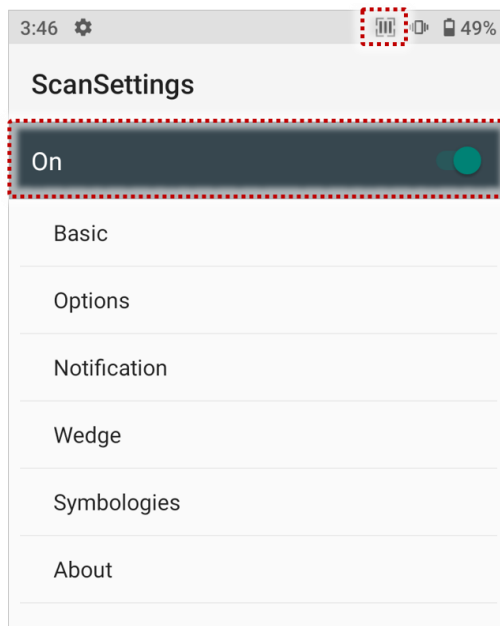 3:46 49%
ScanSettings
On
Basic
Options
Notification
Wedge
Symbologies
About